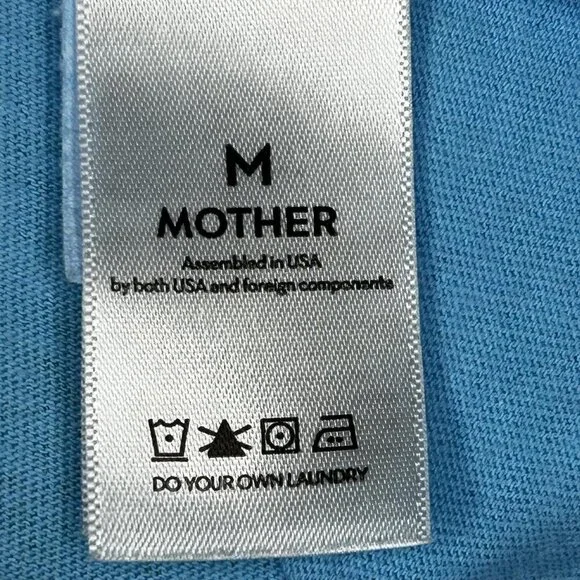 M
MOTHER
Assembled in USA
by both USA and foreign components
DO YOUR OWN LAUNDRY